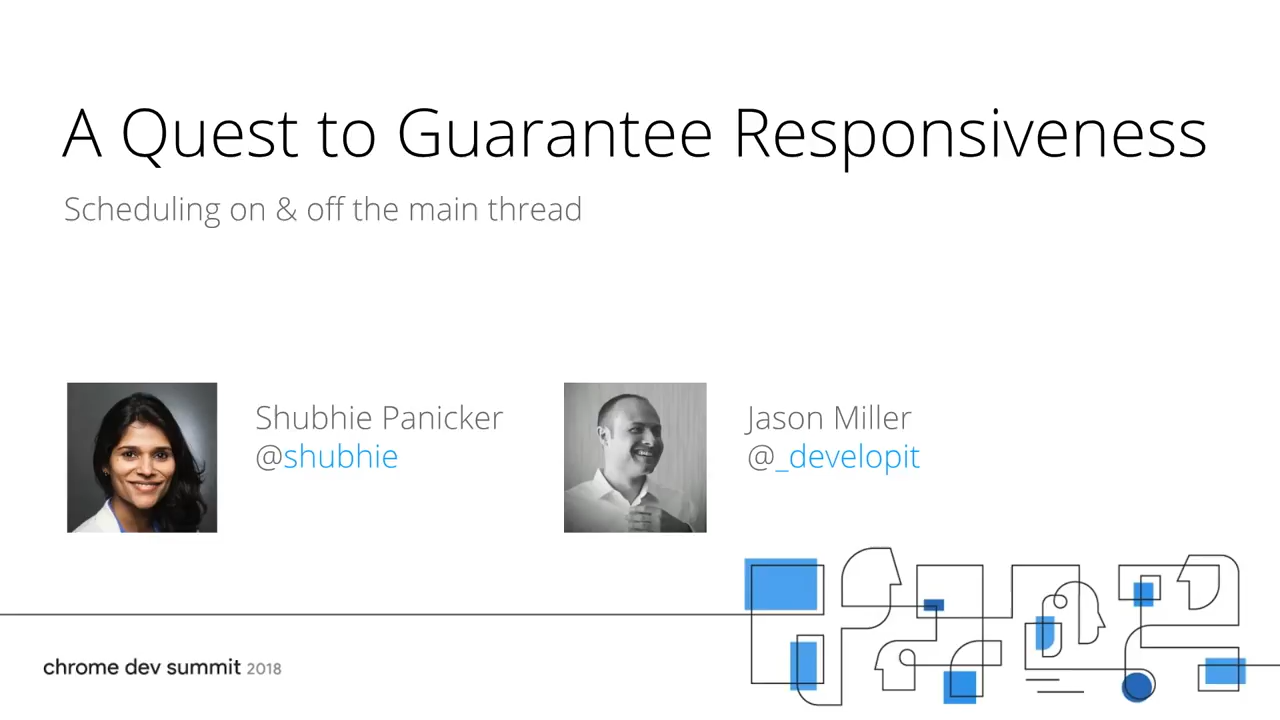 A Quest to Guarantee Responsiveness
Scheduling on & off the main thread
Shubhie Panicker
@shubhie
Jason Miller
@_developit
chrome dev summit 2018